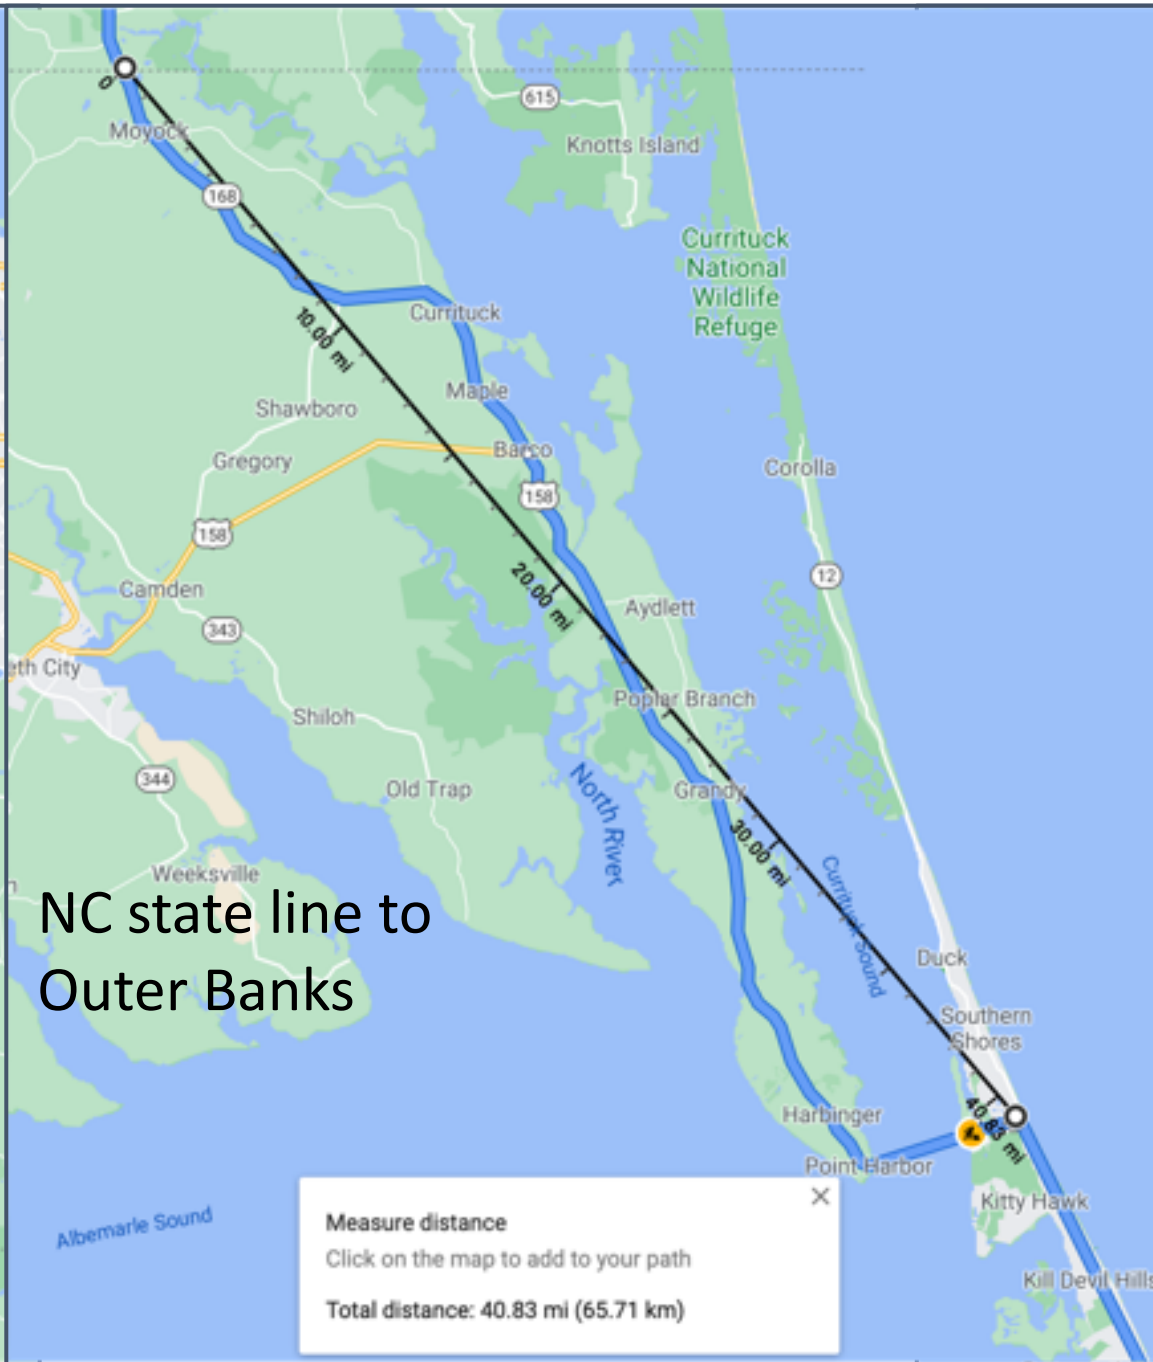 0
615
Moyock
Knotts Island
168
Currituck
National
Wildlife
Refuge
Currituck
10.00 mi
Maple
Shawboro
Barco
Gregory
Corolla
158
158
12
20.00 mi
Camden
Aydlett
343
eth City
Poplar Branch
Shiloh
344
Old Trap
North River
Grandy
30.00 mi
Weeksville
Currituck Sound
NC state line to
Outer Banks
Duck
Southern
Shores
40.83 mi
Harbinger
Point Harbor
Kitty Hawk
Albemarle Sound
Measure distance
Click on the map to add to your path
Total distance: 40.83 mi (65.71 km)
Kill Devil Hills